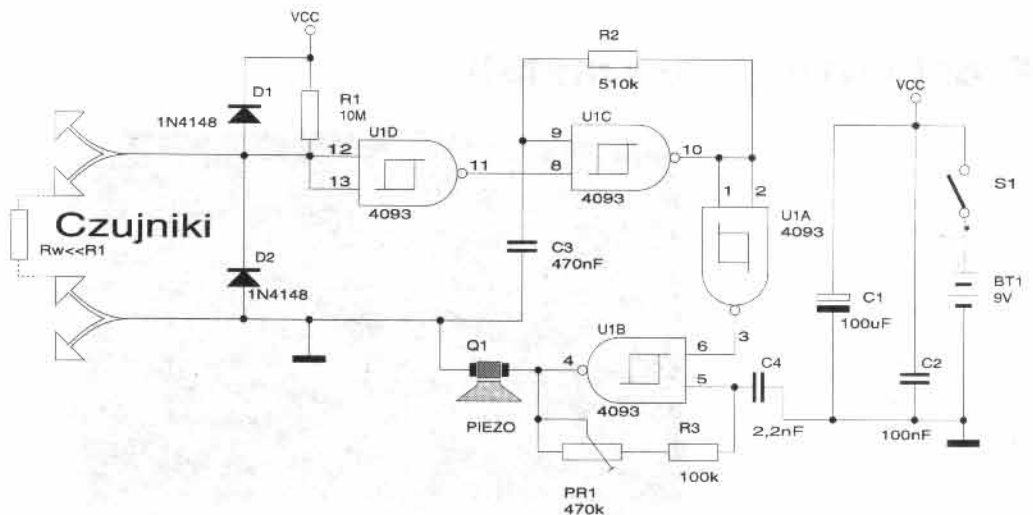 VCC
D1
1N4148
R1
10M
U1D
12
13
11
4093
Czujniki
Rw<<R1
D2
1N4148
R2
510k
U1C
9
8
10
4093
C3
470nF
1
2
U1A
4093
3
U1B
6
5
4
4093
Q1
PIEZO
C4
2,2nF
R3
100k
PR1
470k
VCC
S1
BT1
9V
C1
100uF
C2
100nF